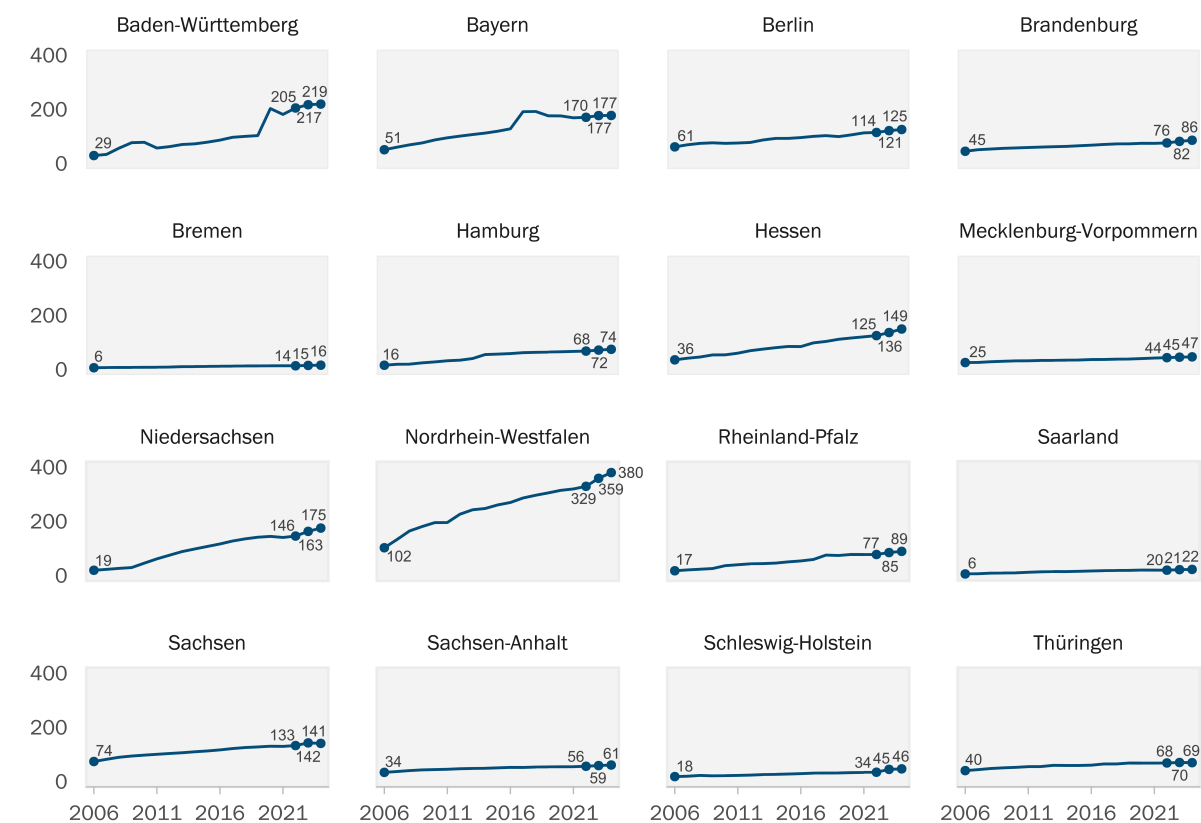 Baden-Württemberg Bayern Berlin Brandenburg
400
200
0
29 205 217 219
51 170 177 177
61 114 121 125
45 76 82 86
Bremen Hamburg Hessen Mecklenburg-Vorpommern
400
200
0
6 14 15 16
16 68 72 74
36 125 136 149
25 44 45 47
Niedersachsen Nordrhein-Westfalen Rheinland-Pfalz Saarland
400
200
0
19 146 163 175
102 329 359 380
17 77 85 89
6 20 21 22
Sachsen Sachsen-Anhalt Schleswig-Holstein Thüringen
400
200
0
74 133 142 141
34 56 59 61
18 34 45 46
40 68 70 69
2006 2011 2016 2021 2006 2011 2016 2021 2006 2011 2016 2021 2006 2011 2016 2021